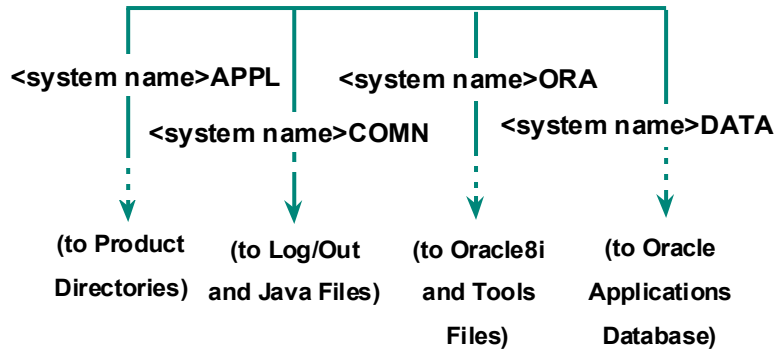 <system name>APPL
<system name>ORA
<system name>COMN
<system name>DATA
(to Product
Directories)
(to Log/Out
and Java Files)
(to Oracle8i
and Tools
Files)
(to Oracle
Applications
Database)